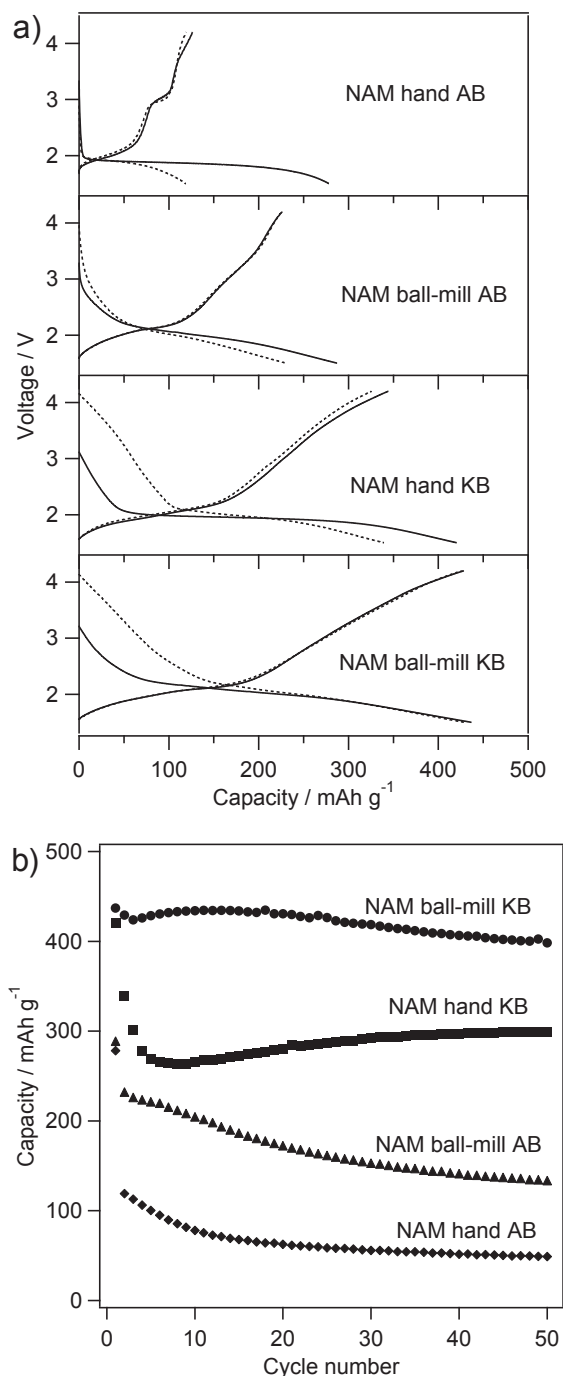 a)
4
3
2
NAM hand AB
4
3
2
NAM ball-mill AB
4
3
2
NAM hand KB
4
3
2
NAM ball-mill KB
Voltage / V
0 100 200 300 400 500
Capacity / mAh g⁻¹
b)
500
400
300
200
100
0
NAM ball-mill KB
NAM hand KB
NAM ball-mill AB
NAM hand AB
Capacity / mAh g⁻¹
0 10 20 30 40 50
Cycle number